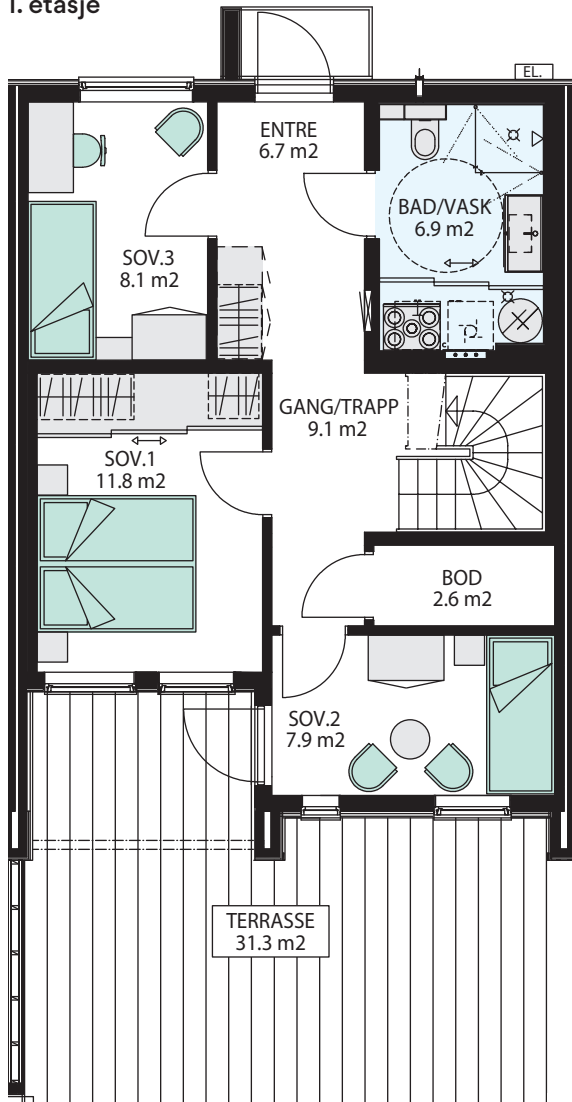 1. etasje
EL.
ENTRE
6.7 m2
BAD/VASK
6.9 m2
SOV.3
8.1 m2
GANG/TRAPP
9.1 m2
SOV.1
11.8 m2
BOD
2.6 m2
SOV.2
7.9 m2
TERRASSE
31.3 m2